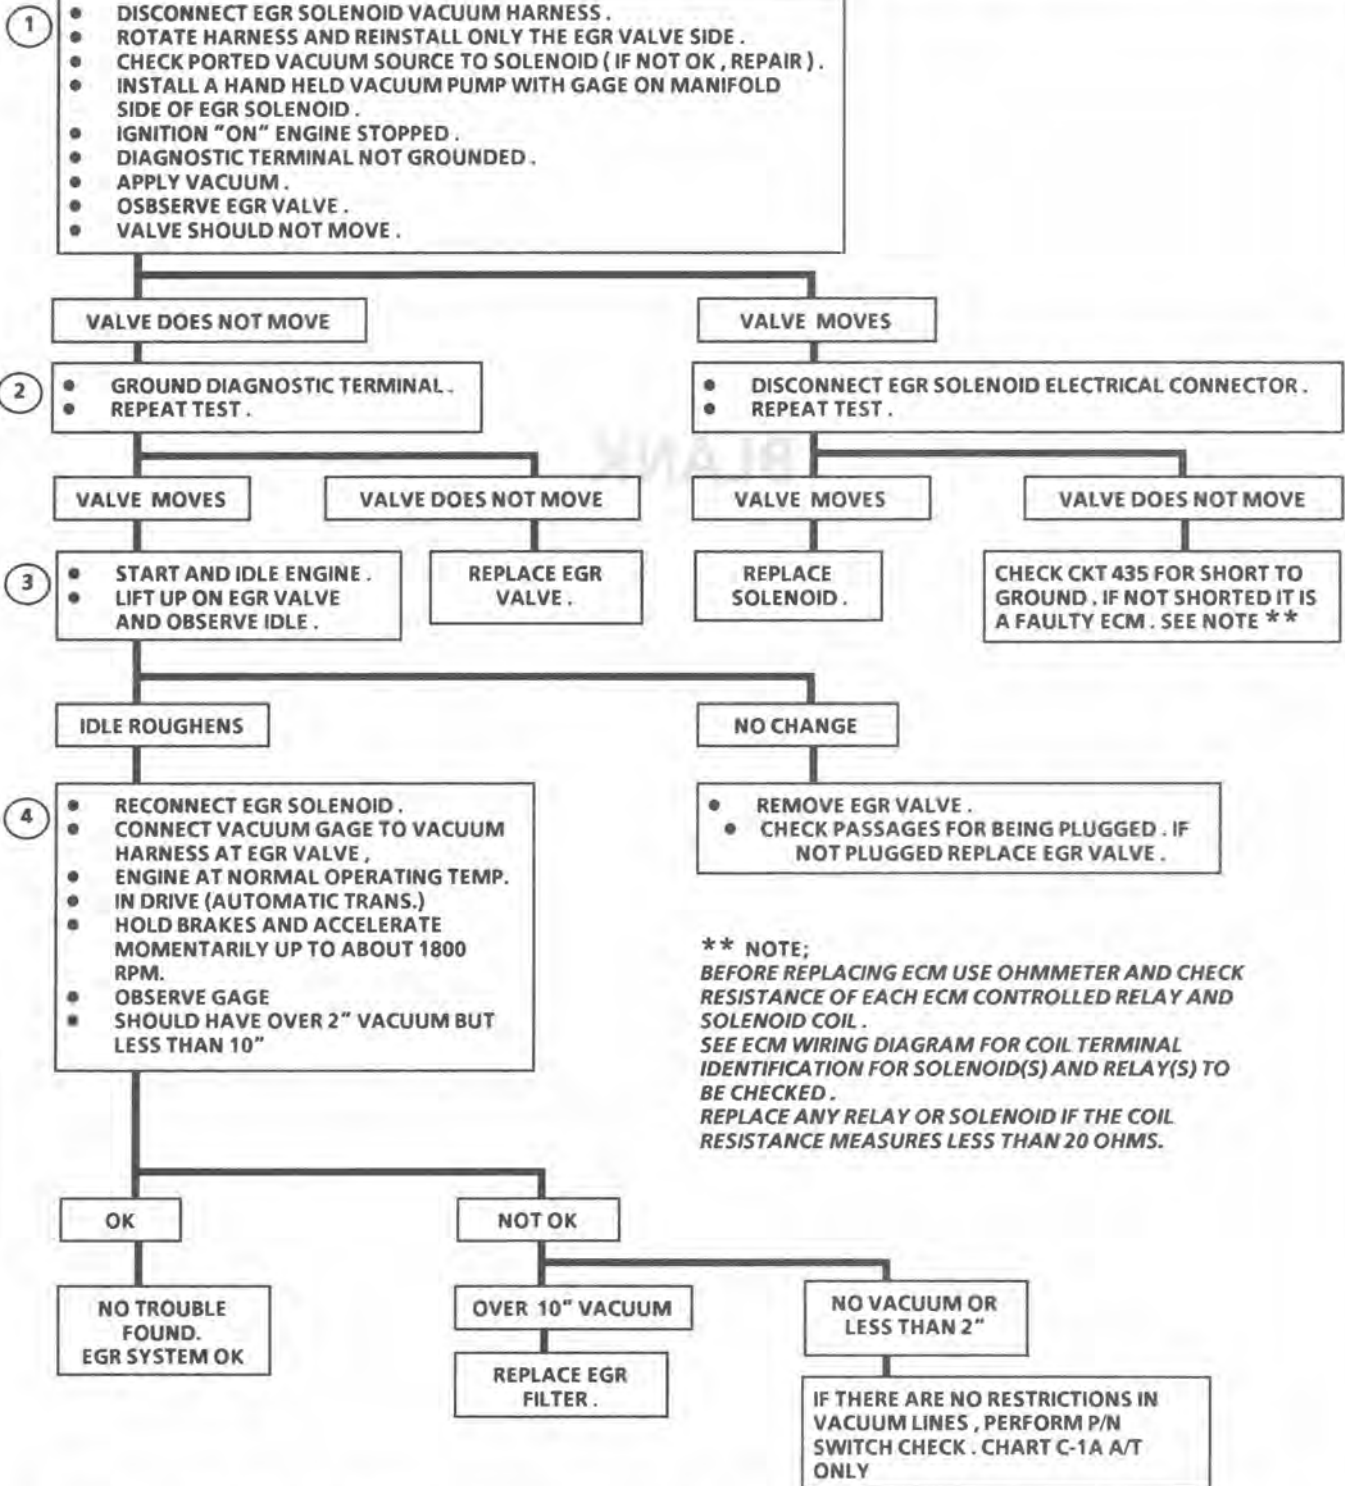 1
• DISCONNECT EGR SOLENOID VACUUM HARNESS.
• ROTATE HARNESS AND REINSTALL ONLY THE EGR VALVE SIDE.
• CHECK PORTED VACUUM SOURCE TO SOLENOID ( IF NOT OK , REPAIR ).
• INSTALL A HAND HELD VACUUM PUMP WITH GAGE ON MANIFOLD
SIDE OF EGR SOLENOID.
• IGNITION "ON" ENGINE STOPPED.
• DIAGNOSTIC TERMINAL NOT GROUNDED.
• APPLY VACUUM.
• OSBSERVE EGR VALVE.
• VALVE SHOULD NOT MOVE.
VALVE DOES NOT MOVE
VALVE MOVES
2
• GROUND DIAGNOSTIC TERMINAL.
• REPEAT TEST.
• DISCONNECT EGR SOLENOID ELECTRICAL CONNECTOR.
• REPEAT TEST.
BLANK
VALVE MOVES
VALVE DOES NOT MOVE
VALVE MOVES
VALVE DOES NOT MOVE
3
• START AND IDLE ENGINE.
• LIFT UP ON EGR VALVE
AND OBSERVE IDLE.
REPLACE EGR
VALVE.
REPLACE
SOLENOID.
CHECK CKT 435 FOR SHORT TO
GROUND. IF NOT SHORTED IT IS
A FAULTY ECM. SEE NOTE **
IDLE ROUGHENS
NO CHANGE
4
• RECONNECT EGR SOLENOID.
• CONNECT VACUUM GAGE TO VACUUM
HARNESS AT EGR VALVE,
• ENGINE AT NORMAL OPERATING TEMP.
• IN DRIVE (AUTOMATIC TRANS.)
• HOLD BRAKES AND ACCELERATE
MOMENTARILY UP TO ABOUT 1800
RPM.
• OBSERVE GAGE
• SHOULD HAVE OVER 2" VACUUM BUT
LESS THAN 10"
• REMOVE EGR VALVE.
• CHECK PASSAGES FOR BEING PLUGGED. IF
NOT PLUGGED REPLACE EGR VALVE.
** NOTE;
BEFORE REPLACING ECM USE OHMMETER AND CHECK
RESISTANCE OF EACH ECM CONTROLLED RELAY AND
SOLENOID COIL.
SEE ECM WIRING DIAGRAM FOR COIL TERMINAL
IDENTIFICATION FOR SOLENOID(S) AND RELAY(S) TO
BE CHECKED.
REPLACE ANY RELAY OR SOLENOID IF THE COIL
RESISTANCE MEASURES LESS THAN 20 OHMS.
OK
NOT OK
NO TROUBLE
FOUND.
EGR SYSTEM OK
OVER 10" VACUUM
NO VACUUM OR
LESS THAN 2"
REPLACE EGR
FILTER.
IF THERE ARE NO RESTRICTIONS IN
VACUUM LINES, PERFORM P/N
SWITCH CHECK. CHART C-1A A/T
ONLY